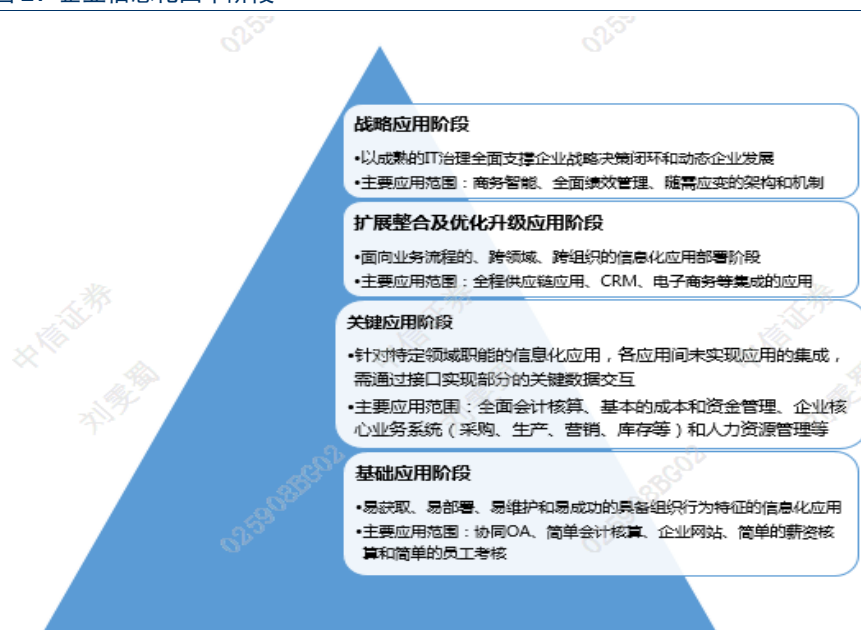 战略应用阶段
•以成熟的IT治理全面支撑企业战略决策闭环和动态企业发展
•主要应用范围：商务智能、全面绩效管理、随需应变的架构和机制
扩展整合及优化升级应用阶段
•面向业务流程的、跨领域、跨组织的信息化应用部署阶段
•主要应用范围：全程供应链应用、CRM、电子商务等集成的应用
关键应用阶段
•针对特定领域职能的信息化应用，各应用间未实现应用的集成，
需通过接口实现部分的关键数据交互
•主要应用范围：全面会计核算、基本的成本和资金管理、企业核
心业务系统（采购、生产、营销、库存等）和人力资源管理等
基础应用阶段
•易获取、易部署、易维护和易成功的具备组织行为特征的信息化应用
•主要应用范围：协同OA、简单会计核算、企业网站、简单的薪资核
算和简单的员工考核
中信证券
刘雯蜀
025908BG02